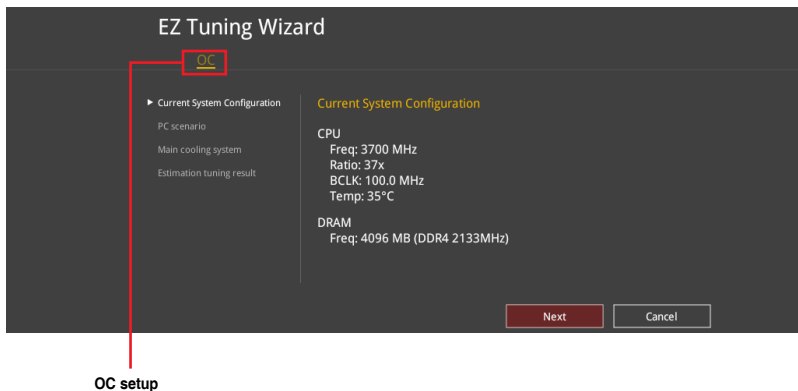 EZ Tuning Wizard
OC
▶ Current System Configuration
PC scenario
Main cooling system
Estimation tuning result
Current System Configuration
CPU
Freq: 3700 MHz
Ratio: 37x
BCLK: 100.0 MHz
Temp: 35°C
DRAM
Freq: 4096 MB (DDR4 2133MHz)
Next
Cancel
OC setup